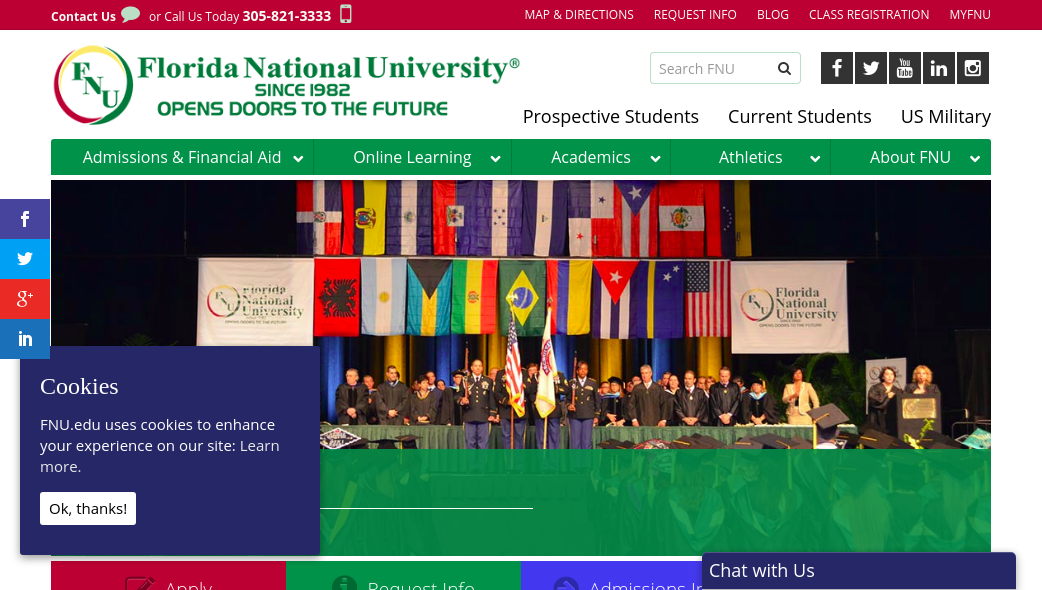 Contact Us or Call Us Today 305-821-3333
MAP & DIRECTIONS REQUEST INFO BLOG CLASS REGISTRATION MYFNU
FNU
Florida National University®
SINCE 1982
OPENS DOORS TO THE FUTURE
Search FNU
You
Tube
Prospective Students Current Students US Military
Admissions & Financial Aid Online Learning Academics Athletics About FNU
FNU
Florida
National
University
OPENS DOORS TO THE FUTURE
FNU
Florida
National
University
OPENS DOORS TO THE FUTURE
Cookies
FNU.edu uses cookies to enhance
your experience on our site: Learn
more.
Ok, thanks!
Chat with Us
Apply Request Info Admissions